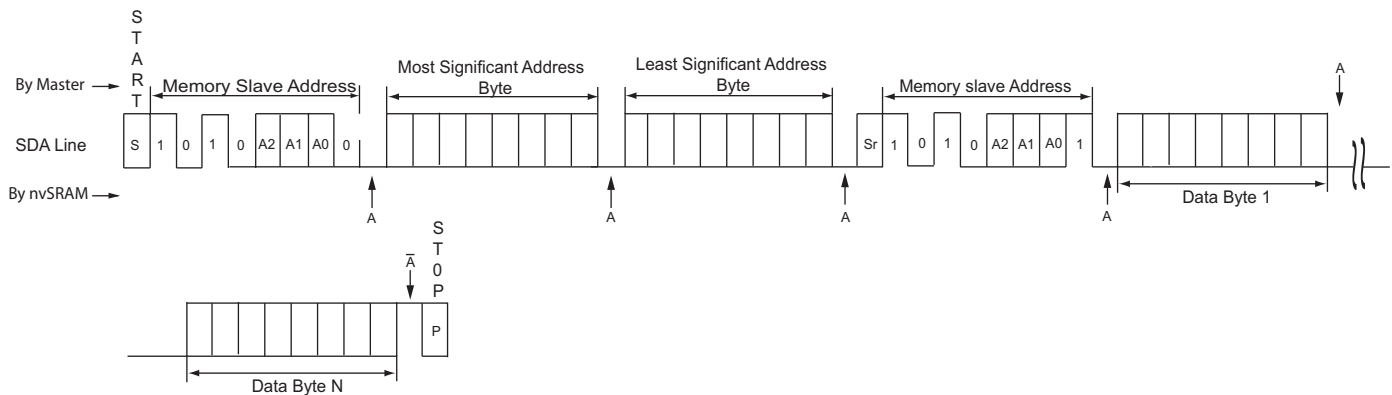 START
By Master
Memory Slave Address
Most Significant Address Byte
Least Significant Address Byte
Memory slave Address
A
SDA Line
S 1 0 1 0 A2 A1 A0 0 Sr 1 0 1 0 A2 A1 A0 1
By nvSRAM
A A A A
Data Byte 1
ST0P
A̅
P
Data Byte N